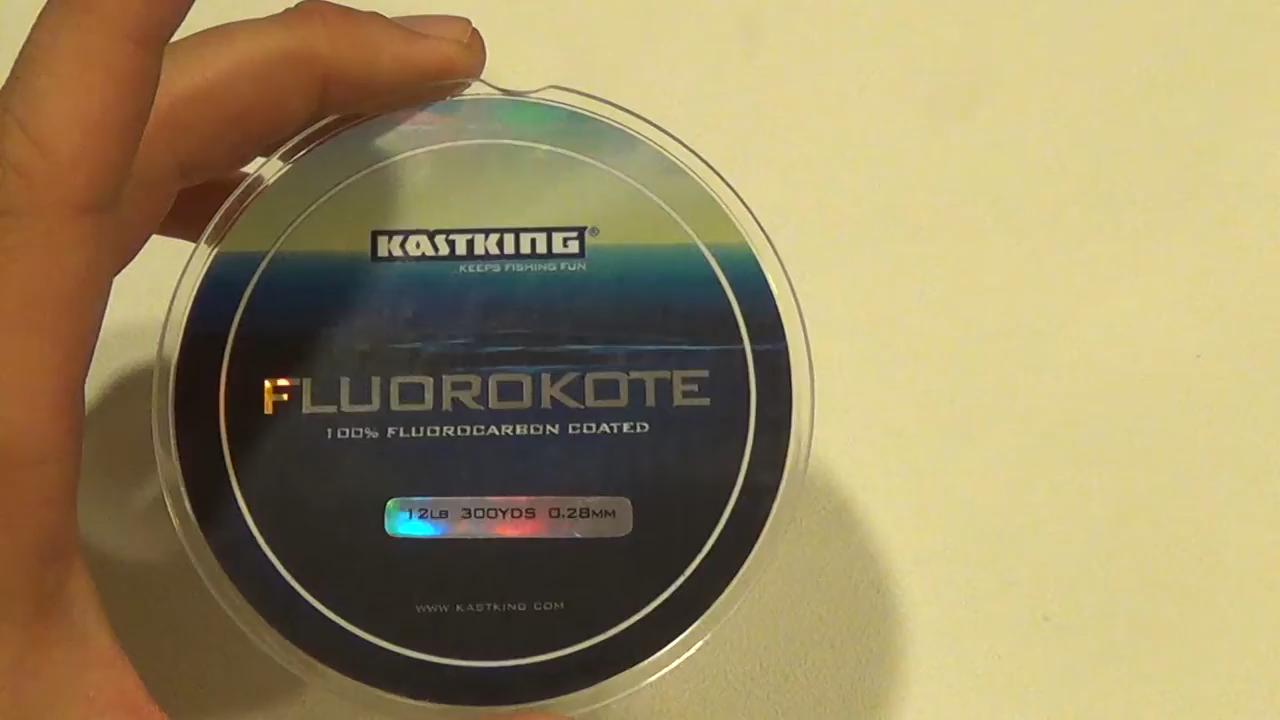 KASTKING®
KEEPS FISHING FUN
FLUOROKOTE
100% FLUOROCARBON COATED
12LB 300YDS 0.28MM
WWW.KASTKING.COM